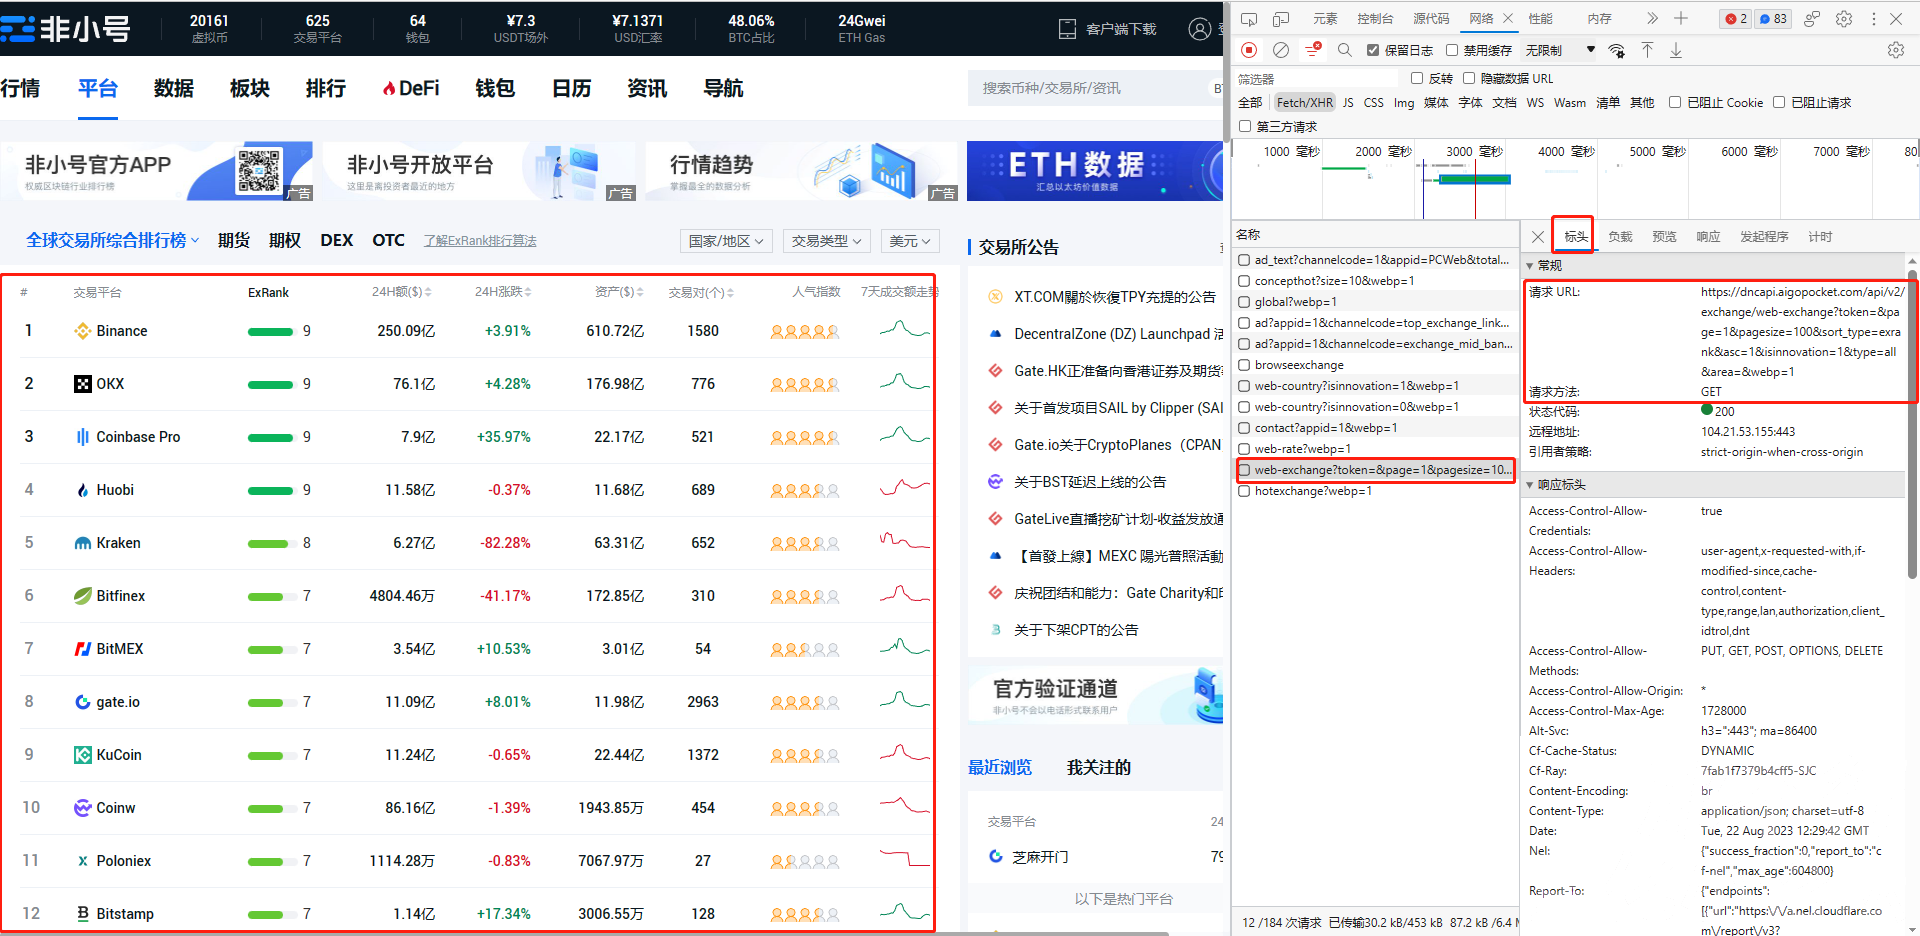 非小号
20161
虚拟币
625
交易平台
64
钱包
¥7.3
USDT场外
¥7.1371
USD汇率
48.06%
BTC占比
24Gwei
ETH Gas
客户端下载
行情 平台 数据 板块 排行 DeFi 钱包 日历 资讯 导航
搜索币种/交易所/资讯
非小号官方APP
权威区块链行业排行榜
广告
非小号开放平台
这里是离投资者最近的地方
广告
行情趋势
掌握最全的数据分析
广告
ETH数据
汇总以太坊价值数据
全球交易所综合排行榜 期货 期权 DEX OTC 了解ExRank排行算法
国家/地区 交易类型 美元
# 交易平台 ExRank 24H额($) 24H涨跌 资产($) 交易对(个) 人气指数 7天成交额走势
1 Binance 9 250.09亿 +3.91% 610.72亿 1580
2 OKX 9 76.1亿 +4.28% 176.98亿 776
3 Coinbase Pro 9 7.9亿 +35.97% 22.17亿 521
4 Huobi 9 11.58亿 -0.37% 11.68亿 689
5 Kraken 8 6.27亿 -82.28% 63.31亿 652
6 Bitfinex 7 4804.46万 -41.17% 172.85亿 310
7 BitMEX 7 3.54亿 +10.53% 3.01亿 54
8 gate.io 7 11.09亿 +8.01% 11.98亿 2963
9 KuCoin 7 11.24亿 -0.65% 22.44亿 1372
10 Coinw 7 86.16亿 -1.39% 1943.85万 454
11 Poloniex 7 1114.28万 -0.83% 7067.97万 27
12 Bitstamp 7 1.14亿 +17.34% 3006.55万 128
交易所公告
XT.COM關於恢復TPY充提的公告
DecentralZone (DZ) Launchpad 活
Gate.HK正准备向香港证券及期货
关于首发项目SAIL by Clipper (SAI
Gate.io关于CryptoPlanes（CPAN
关于BST延迟上线的公告
GateLive直播挖矿计划-收益发放通
【首發上線】MEXC 陽光普照活動
庆祝团结和能力：Gate Charity和
关于下架CPT的公告
官方验证通道
非小号不会以电话形式联系用户
最近浏览 我关注的
交易平台 24
芝麻开门 79
以下是热门平台
元素 控制台 源代码 网络 性能 内存
2 83
保留日志 禁用缓存 无限制
筛选器
反转 隐藏数据 URL
全部 Fetch/XHR JS CSS Img 媒体 字体 文档 WS Wasm 清单 其他 已阻止 Cookie 已阻止请求
第三方请求
1000 毫秒 2000 毫秒 3000 毫秒 4000 毫秒 5000 毫秒 6000 毫秒 7000 毫秒 80
名称
ad_text?channelcode=1&appid=PCWeb&total...
concepthot?size=10&webp=1
global?webp=1
ad?appid=1&channelcode=top_exchange_link...
ad?appid=1&channelcode=exchange_mid_ban...
browseexchange
web-country?isinnovation=1&webp=1
web-country?isinnovation=0&webp=1
contact?appid=1&webp=1
web-rate?webp=1
web-exchange?token=&page=1&pagesize=10...
hotexchange?webp=1
12 /184 次请求 已传输30.2 kB/453 kB 87.2 kB /6.4
标头 负载 预览 响应 发起程序 计时
常规
请求 URL: https://dncapi.aigopocket.com/api/v2/
exchange/web-exchange?token=&pa
ge=1&pagesize=100&sort_type=exra
nk&asc=1&isinnovation=1&type=all
&area=&webp=1
请求方法: GET
状态代码: 200
远程地址: 104.21.53.155:443
引用者策略: strict-origin-when-cross-origin
响应标头
Access-Control-Allow-
Credentials: true
Access-Control-Allow-
Headers: user-agent,x-requested-with,if-
modified-since,cache-
control,content-
type,range,lan,authorization,client_
idtrol,dnt
Access-Control-Allow-
Methods: PUT, GET, POST, OPTIONS, DELETE
Access-Control-Allow-Origin: *
Access-Control-Max-Age: 1728000
Alt-Svc: h3=":443"; ma=86400
Cf-Cache-Status: DYNAMIC
Cf-Ray: 7fab1f7379b4cff5-SJC
Content-Encoding: br
Content-Type: application/json; charset=utf-8
Date: Tue, 22 Aug 2023 12:29:42 GMT
Nel: {"success_fraction":0,"report_to":"c
f-nel","max_age":604800}
Report-To: {"endpoints":
[{"url":"https:\/\/a.nel.cloudflare.co
m\/report\/v3?